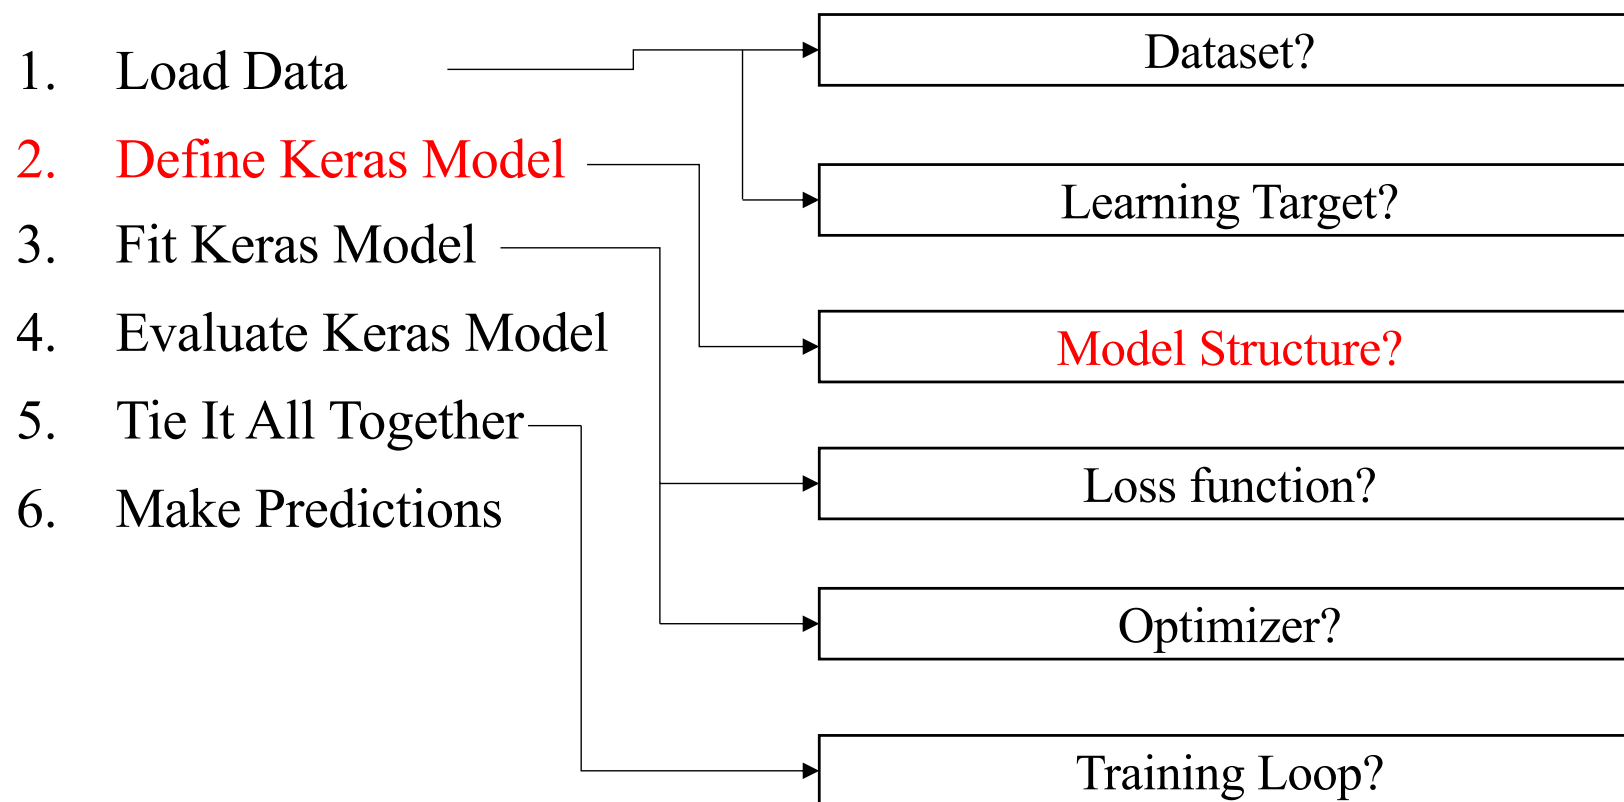 1. Load Data
2. Define Keras Model
3. Fit Keras Model
4. Evaluate Keras Model
5. Tie It All Together
6. Make Predictions
Dataset?
Learning Target?
Model Structure?
Loss function?
Optimizer?
Training Loop?